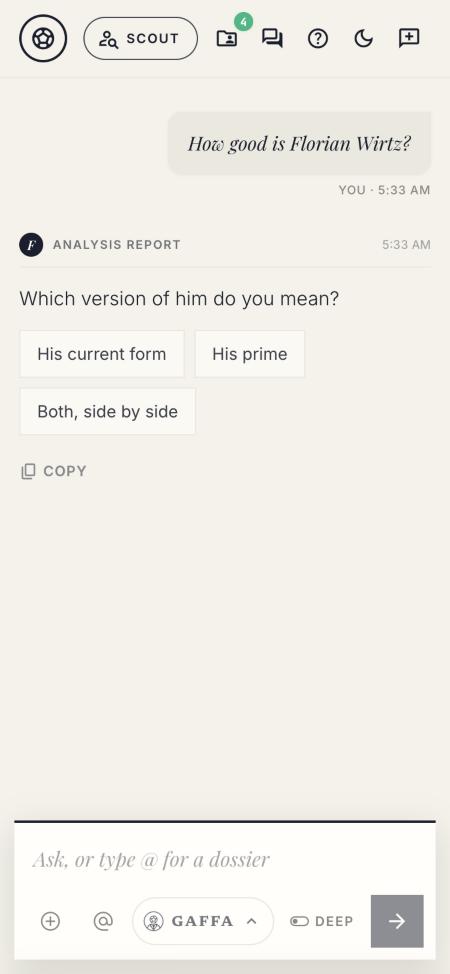 SCOUT
4
How good is Florian Wirtz?
YOU · 5:33 AM
F ANALYSIS REPORT 5:33 AM
Which version of him do you mean?
His current form His prime
Both, side by side
COPY
Ask, or type @ for a dossier
GAFFA DEEP